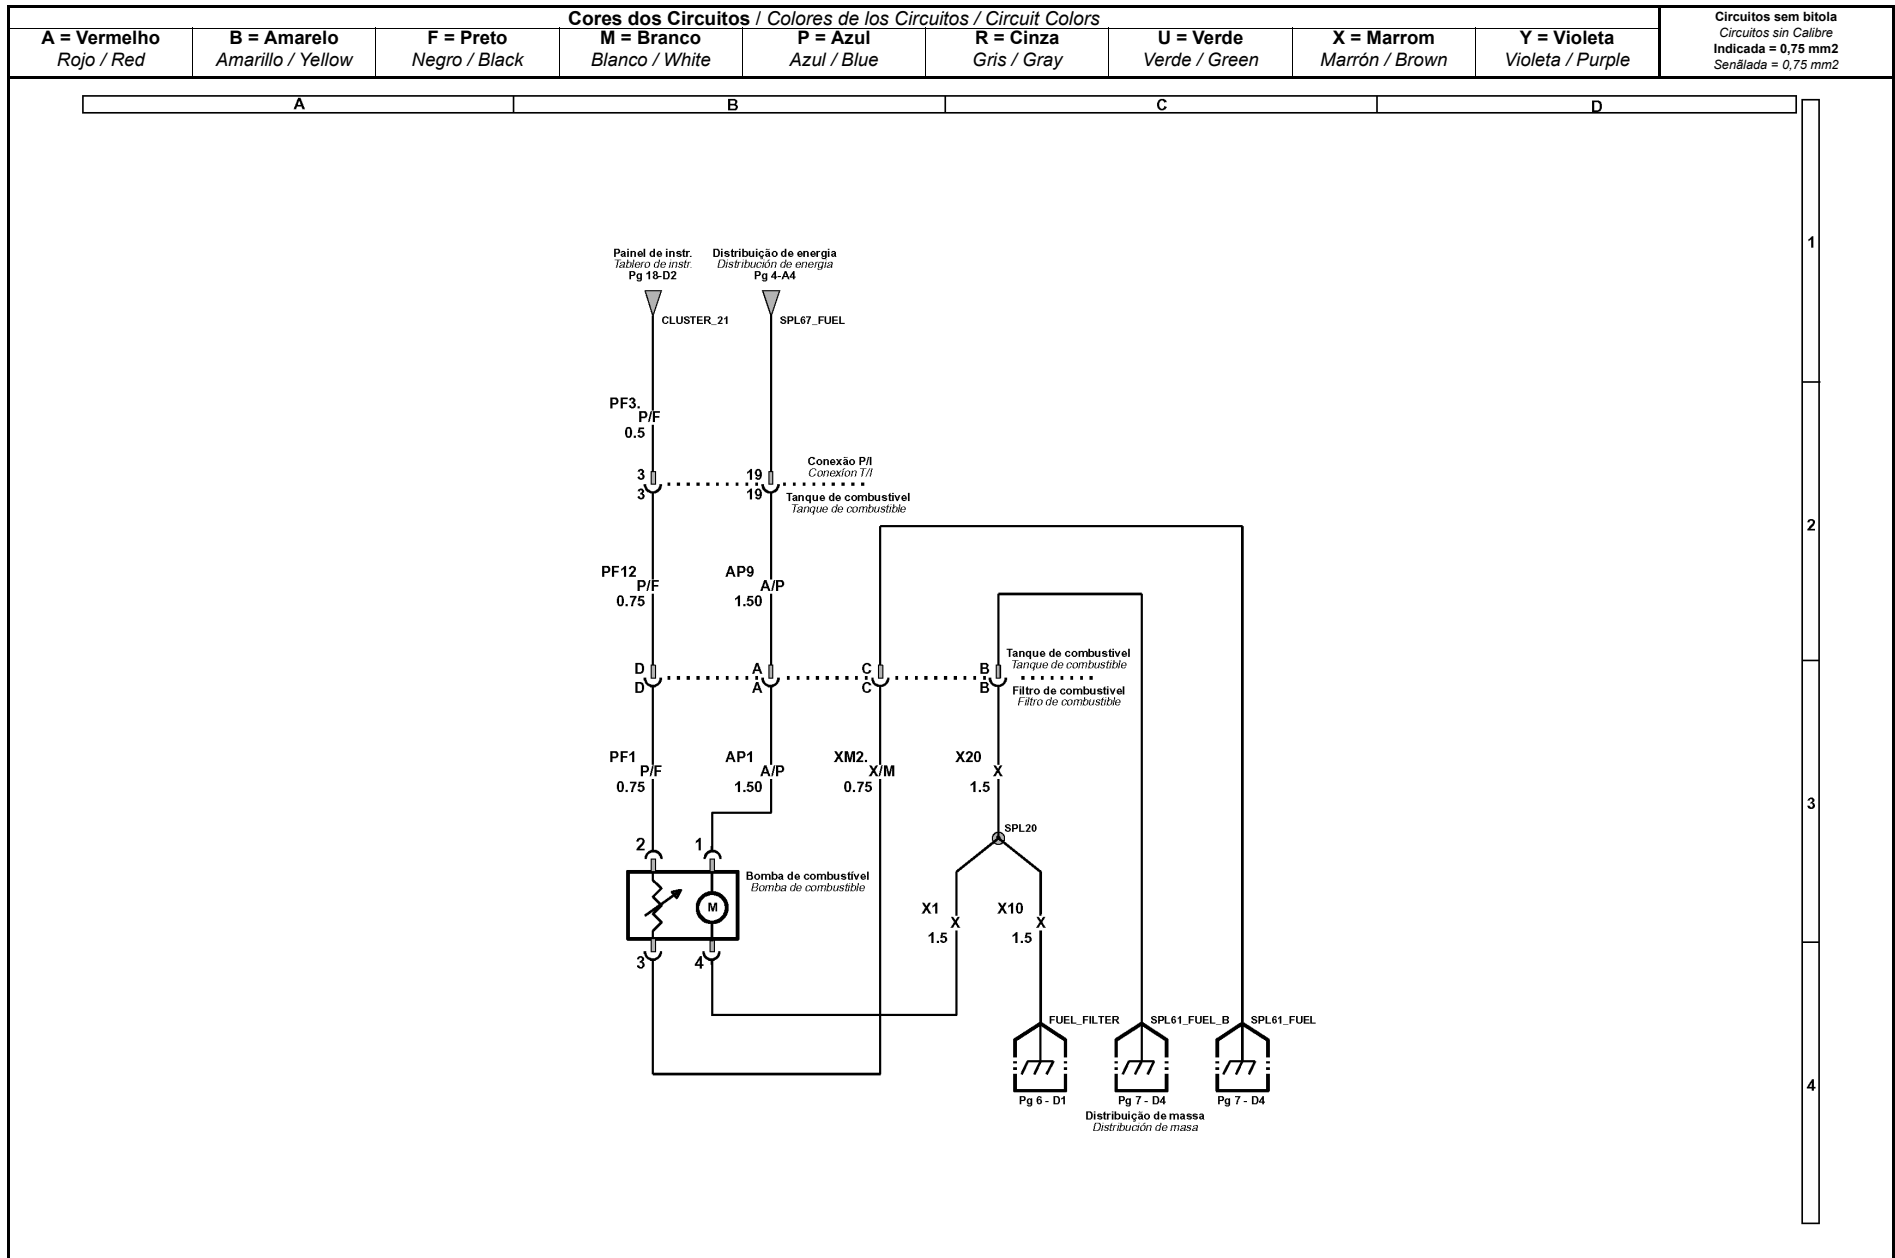 Cores dos Circuitos / Colores de los Circuitos / Circuit Colors
A = Vermelho
Rojo / Red
B = Amarelo
Amarillo / Yellow
F = Preto
Negro / Black
M = Branco
Blanco / White
P = Azul
Azul / Blue
R = Cinza
Gris / Gray
U = Verde
Verde / Green
X = Marrom
Marrón / Brown
Y = Violeta
Violeta / Purple
Circuitos sem bitola
Circuitos sin Calibre
Indicada = 0,75 mm2
Senãlada = 0,75 mm2
A
B
C
D
1
2
3
4
Painel de instr.
Tablero de instr.
Pg 18-D2
Distribuição de energia
Distribución de energia
Pg 4-A4
CLUSTER_21
SPL67_FUEL
PF3.
P/F
0.5
3
19
Conexão P/I
Conexíon T/I
3
19
Tanque de combustivel
Tanque de combustible
PF12
P/F
0.75
AP9
A/P
1.50
D
A
C
B
Tanque de combustivel
Tanque de combustible
D
A
C
B
Filtro de combustivel
Filtro de combustible
PF1
P/F
0.75
AP1
A/P
1.50
XM2.
X/M
0.75
X20
X
1.5
SPL20
2
1
Bomba de combustível
Bomba de combustible
M
3
4
X1
X
1.5
X10
X
1.5
FUEL_FILTER
SPL61_FUEL_B
SPL61_FUEL
Pg 6 - D1
Pg 7 - D4
Pg 7 - D4
Distribuição de massa
Distribución de masa